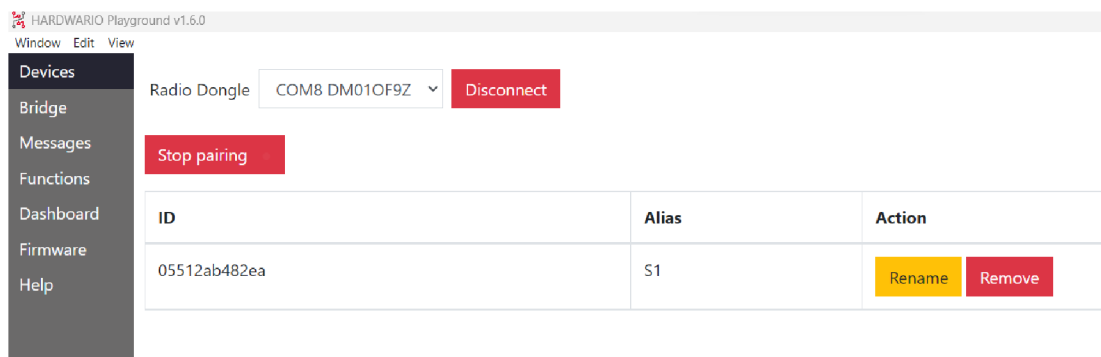 HARDWARIO Playground v1.6.0
Window Edit View
Devices
Bridge
Messages
Functions
Dashboard
Firmware
Help
Radio Dongle COM8 DM01OF9Z Disconnect
Stop pairing
ID Alias Action
05512ab482ea S1 Rename Remove